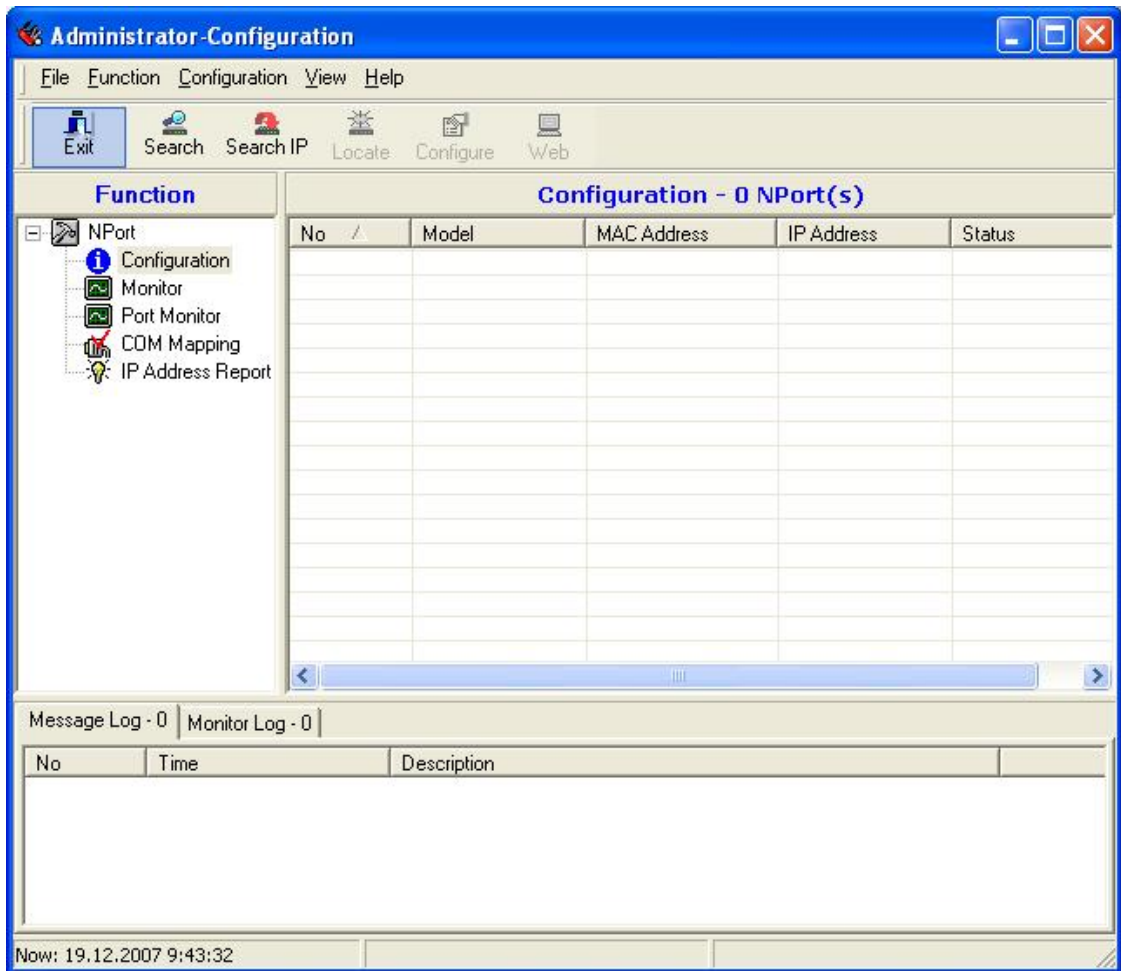 Administrator-Configuration
File Function Configuration View Help
Exit Search Search IP Locate Configure Web
Function
Configuration - 0 NPort(s)
NPort
Configuration
Monitor
Port Monitor
COM Mapping
IP Address Report
No Model MAC Address IP Address Status
Message Log - 0 Monitor Log - 0
No Time Description
Now: 19.12.2007 9:43:32